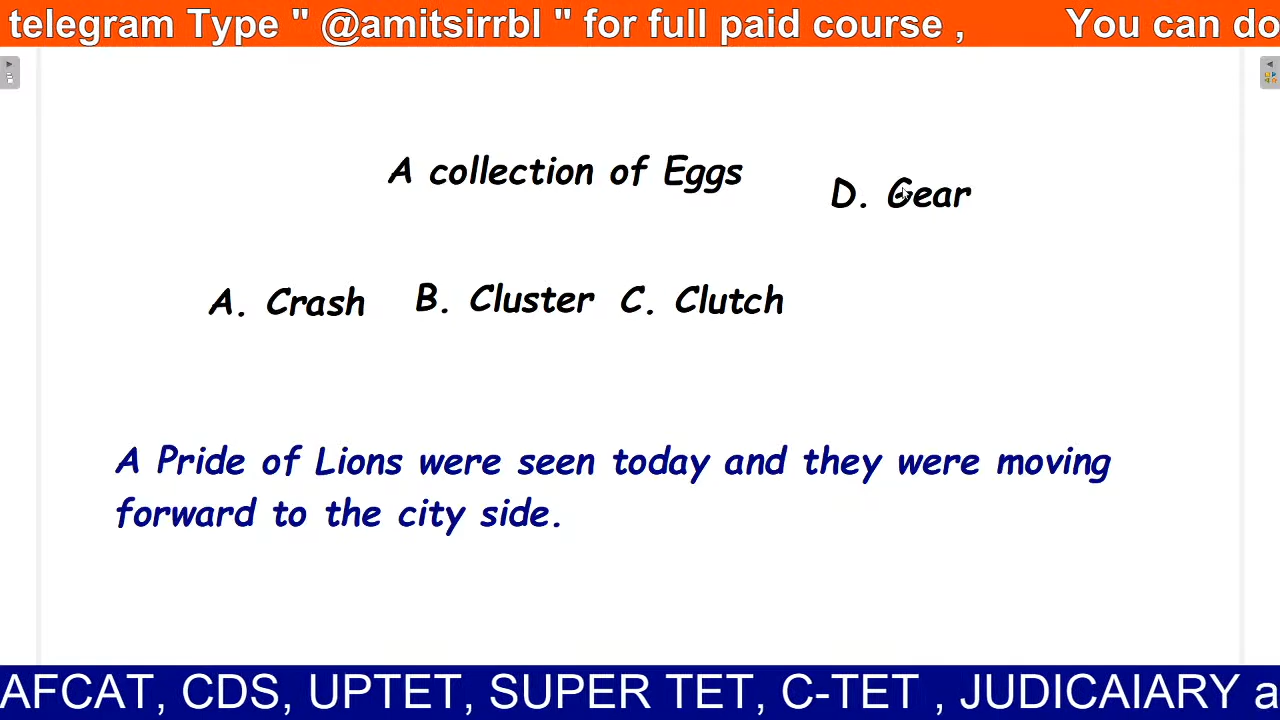 telegram Type " @amitsirrbl " for full paid course , You can do
A collection of Eggs
D. Gear
A. Crash B. Cluster C. Clutch
A Pride of Lions were seen today and they were moving
forward to the city side.
AFCAT, CDS, UPTET, SUPER TET, C-TET , JUDICAIARY a